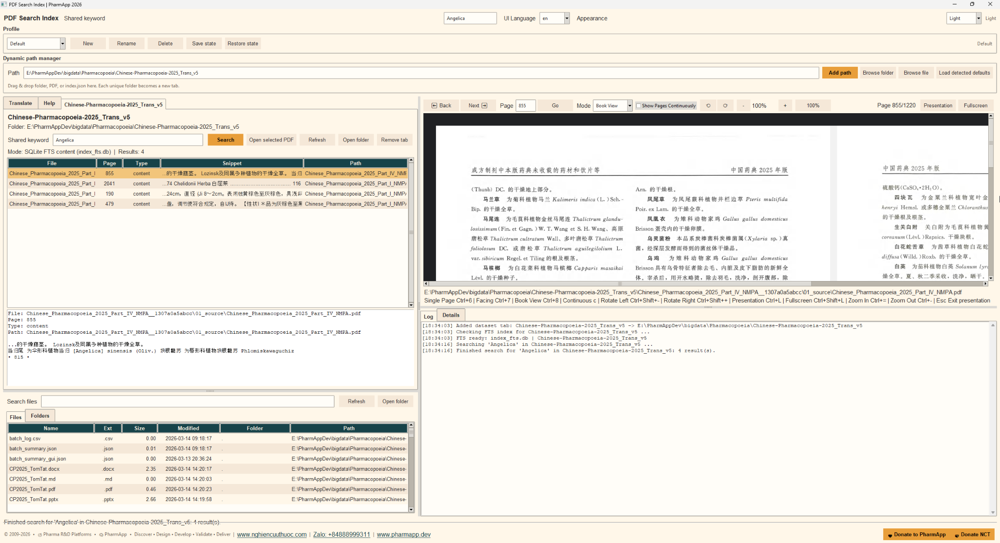 PDF Search Index | PharmApp 2026
PDF Search Index Shared keyword Angelica UI Language en Appearance Light Light
Profile
Default New Rename Delete Save state Restore state Default
Dynamic path manager
Path E:\PharmAppDev\bigdata\Pharmacopoeia\Chinese-Pharmacopoeia-2025_Trans_v5 Add path Browse folder Browse file Load detected defaults
Drag & drop folder, PDF, or index.json here. Each unique folder becomes a new tab.
Translate Help Chinese-Pharmacopoeia-2025_Trans_v5
Chinese-Pharmacopoeia-2025_Trans_v5
Folder: E:\PharmAppDev\bigdata\Pharmacopoeia\Chinese-Pharmacopoeia-2025_Trans_v5
Shared keyword Angelica Search Open selected PDF Refresh Open folder Remove tab
Mode: SQLite FTS content (index_fts.db) | Results: 4
File Page Type Snippet Path
Chinese_Pharmacopoeia_2025_Part_I 855 content ...的干燥藤茎。 Lozinsk及同属多种植物的干燥全草。 当归 Chinese_Pharmacopoeia_2025_Part_IV_NMP
Chinese_Pharmacopoeia_2025_Part_I 2041 content ...74 Chelidonii Herba 白屈菜 ........................................ 116 Chinese_Pharmacopoeia_2025_Part_I_NMPA
Chinese_Pharmacopoeia_2025_Part_I 190 content ...24cm，直径 (Ji 8～2cm。表闲钱黄棕色至灰棕色，具浅纵 Chinese_Pharmacopoeia_2025_Part_I_NMPA
Chinese_Pharmacopoeia_2025_Part_I 479 content ...盘，调节使符合规定，自IJ待。 【性状I 米品为灰棕色至黑 Chinese_Pharmacopoeia_2025_Part_I_NMPA
File: Chinese_Pharmacopoeia_2025_Part_IV_NMPA__1307a0a5abcc\01_source\Chinese_Pharmacopoeia_2025_Part_IV_NMPA.pdf
Page: 855
Type: content
Path: Chinese_Pharmacopoeia_2025_Part_IV_NMPA__1307a0a5abcc\01_source\Chinese_Pharmacopoeia_2025_Part_IV_NMPA.pdf
...的干燥藤茎。 Lozinsk及同属多种植物的干燥全草。
当归尾 为伞形科植物当归 [Angelica] sinensis (Oliv.) 块根糙苏 为唇形科植物块根糙苏 Phlomiskawaguchiz
• 815 •
Search files Refresh Open folder
Files Folders
Name Ext Size Modified Folder Path
batch_log.csv .csv 0.00 2026-03-14 09:18:17 . E:\PharmAppDev\bigdata\Pharmacopoeia\Chinese-
batch_summary.json .json 0.01 2026-03-14 09:18:17 . E:\PharmAppDev\bigdata\Pharmacopoeia\Chinese-
batch_summary_gui.json .json 0.00 2026-03-13 20:36:24 . E:\PharmAppDev\bigdata\Pharmacopoeia\Chinese-
CP2025_TomTat.docx .docx 2.35 2026-03-14 14:20:17 . E:\PharmAppDev\bigdata\Pharmacopoeia\Chinese-
CP2025_TomTat.md .md 0.00 2026-03-14 14:20:03 . E:\PharmAppDev\bigdata\Pharmacopoeia\Chinese-
CP2025_TomTat.pdf .pdf 0.46 2026-03-14 14:20:23 . E:\PharmAppDev\bigdata\Pharmacopoeia\Chinese-
CP2025_TomTat.pptx .pptx 2.66 2026-03-14 14:19:58 . E:\PharmAppDev\bigdata\Pharmacopoeia\Chinese-
Back Next Page 855 Go Mode Book View Show Pages Continuously - 100% + 100% Page 855/1220 Presentation Fullscreen
成方制剂中本版药典未收载的药材和饮片等 中国药典 2025 年版
(Thunb) DC. 的干燥地上部分。
马兰草 为菊科植物马兰 Kalimeris indica (L.) Sch.-
Bip. 的干燥全草。
马尾连 为毛茛科植物金丝马尾连 Thalictrum glandu-
losissimum (Fin. et Gagn.) W. T. Wang et S. H. Wang、高原
唐松草 Thalictrum cultratum Wall、多叶唐松草 Thalictrum
foliolosum DC. 或唐松草 Thalictrum aguilegilolium L.
var. sibiricum Regel. et Tiling 的根及根茎。
马槟榔 为白花菜科植物马槟榔 Capparis masaikai
Lévl. 的干燥种子。
Arn. 的干燥根。
凤尾草 为凤尾蕨科植物井栏边草 Pteris multifida
Poir. ex Lam. 的干燥全草。
凤凰衣 为雉科动物家鸡 Gallus gallus domesticus
Brisson 蛋壳内的干燥卵膜。
乌灵菌粉 本品系炭棒菌科炭棒菌属(Xylaria sp.)真
菌，经深层发酵而得到的菌丝体干燥品。
乌鸡 为雉科动物家鸡 Gallus gallus domesticus
Brisson 具有乌骨特征者除去毛、内脏及皮下脂肪的新鲜全
体。宰杀后，用开水略烫，除去羽毛，洗净，剖开腹部，除
中国药典 2025 年版
硫酸钙(CaSO₄•2H₂O)。
四块瓦 为金粟兰科植物宽叶金
henryi Hemsl. 或多穗金粟兰 Chloranthus
的干燥根及根茎。
生关白附 关白附为毛茛科植物黄
coreanum (Lévl.) Rapaics. 干燥块根。
白花蛇舌草 为茜草科植物白花蛇
diffusa (Willd.) Roxb. 的干燥全草。
白英 为茄科植物白英 Solanum lyra
燥全草。夏、秋二季采收，洗净，晒干。
E:\PharmAppDev\bigdata\Pharmacopoeia\Chinese-Pharmacopoeia-2025_Trans_v5\Chinese_Pharmacopoeia_2025_Part_IV_NMPA__1307a0a5abcc\01_source\Chinese_Pharmacopoeia_2025_Part_IV_NMPA.pdf
Single Page Ctrl+6 | Facing Ctrl+7 | Book View Ctrl+8 | Continuous c | Rotate Left Ctrl+Shift+- | Rotate Right Ctrl+Shift++ | Presentation Ctrl+L | Fullscreen Ctrl+Shift+L | Zoom In Ctrl+= | Zoom Out Ctrl+- | Esc Exit presentation
Log Details
[18:34:03] Added dataset tab: Chinese-Pharmacopoeia-2025_Trans_v5 -> E:\PharmAppDev\bigdata\Pharmacopoeia\Chinese-Pharmacopoeia-2025_Trans_v5
[18:34:03] Checking FTS index for Chinese-Pharmacopoeia-2025_Trans_v5 ...
[18:34:03] FTS ready: index_fts.db | Chinese-Pharmacopoeia-2025_Trans_v5
[18:34:16] Searching 'Angelica' in Chinese-Pharmacopoeia-2025_Trans_v5 ...
[18:34:16] Finished search for 'Angelica' in Chinese-Pharmacopoeia-2025_Trans_v5: 4 result(s).
Finished search for 'Angelica' in Chinese-Pharmacopoeia-2025_Trans_v5: 4 result(s).
© 2009-2026 • Pharma R&D Platforms • PharmApp • Discover • Design • Develop • Validate • Deliver | www.nghiencuuthuoc.com | Zalo: +84888999311 | www.pharmapp.dev Donate to PharmApp Donate NCT